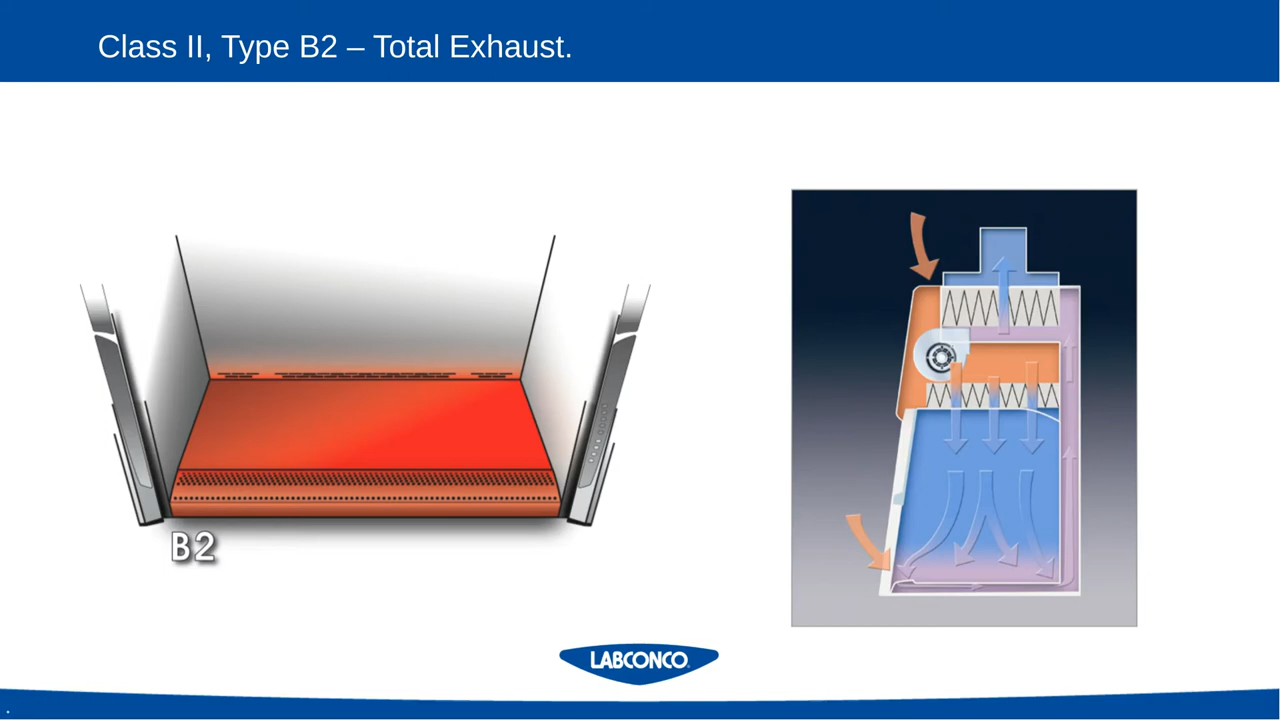 Class II, Type B2 – Total Exhaust.
B2
LABCONCO
.